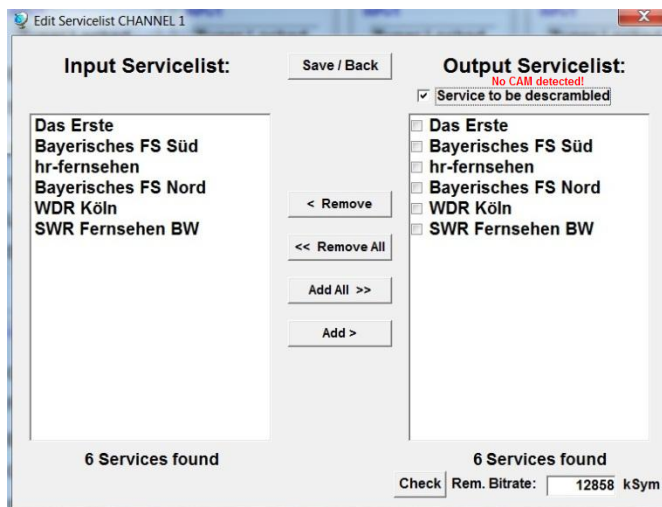 Edit Servicelist CHANNEL 1
Input Servicelist:
Save / Back
Output Servicelist:
No CAM detected!
Service to be descrambled
Das Erste
Bayerisches FS Süd
hr-fernsehen
Bayerisches FS Nord
WDR Köln
SWR Fernsehen BW
< Remove
<< Remove All
Add All >>
Add >
Das Erste
Bayerisches FS Süd
hr-fernsehen
Bayerisches FS Nord
WDR Köln
SWR Fernsehen BW
6 Services found
6 Services found
Check Rem. Bitrate: 12858 kSym